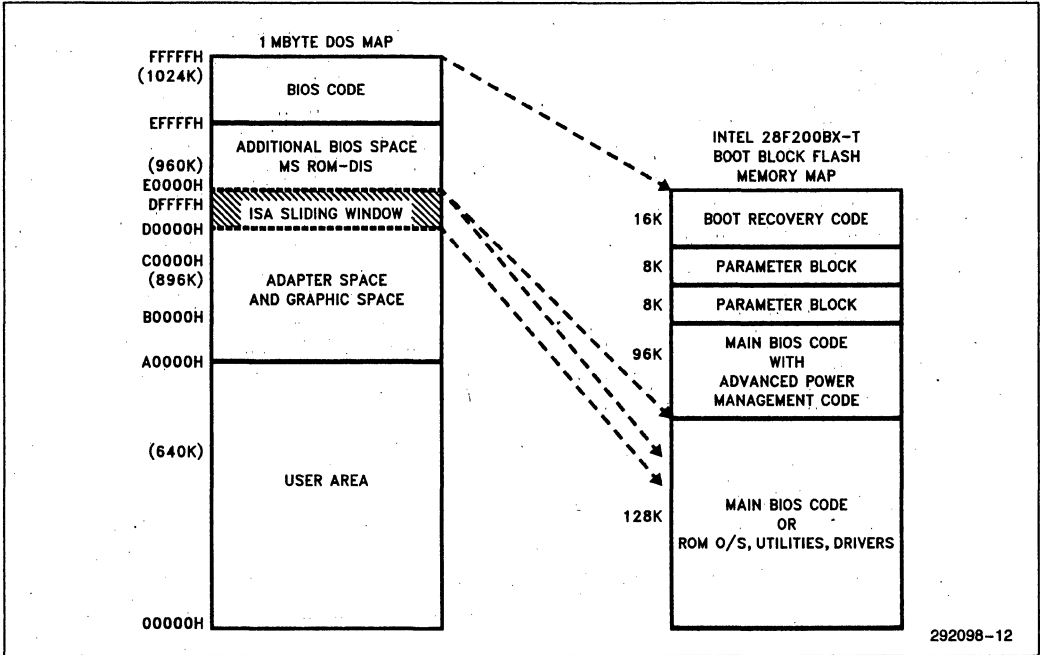 1 MBYTE DOS MAP
FFFFFH
(1024K)
BIOS CODE
EFFFFH
ADDITIONAL BIOS SPACE
MS ROM-DIS
(960K)
E0000H
DFFFFH
ISA SLIDING WINDOW
D0000H
C0000H
(896K)
ADAPTER SPACE
AND GRAPHIC SPACE
B0000H
A0000H
(640K)
USER AREA
00000H
INTEL 28F200BX-T
BOOT BLOCK FLASH
MEMORY MAP
16K
BOOT RECOVERY CODE
8K
PARAMETER BLOCK
8K
PARAMETER BLOCK
96K
MAIN BIOS CODE
WITH
ADVANCED POWER
MANAGEMENT CODE
128K
MAIN BIOS CODE
OR
ROM O/S, UTILITIES, DRIVERS
292098-12